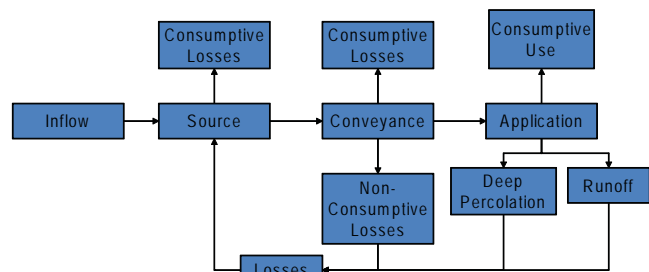 Consumptive
Losses
Consumptive
Losses
Consumptive
Use
Inflow
Source
Conveyance
Application
Non-
Consumptive
Losses
Deep
Percolation
Runoff
Losses